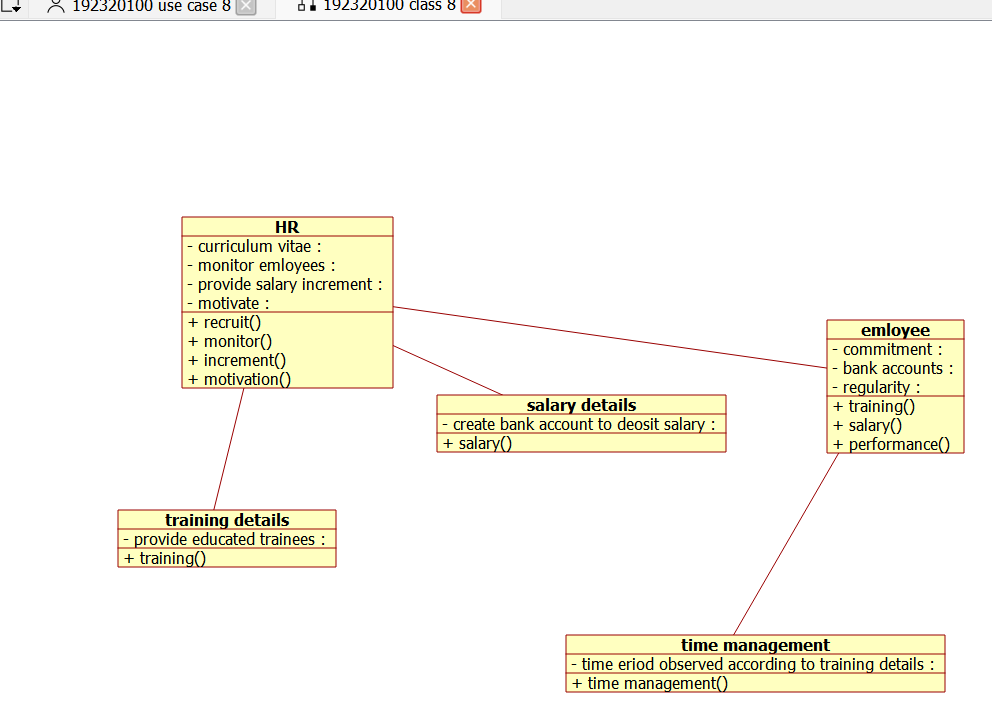 192320100 use case 8
192320100 class 8
HR
- curriculum vitae :
- monitor emloyees :
- provide salary increment :
- motivate :
+ recruit()
+ monitor()
+ increment()
+ motivation()
emloyee
- commitment :
- bank accounts :
- regularity :
+ training()
+ salary()
+ performance()
salary details
- create bank account to deosit salary :
+ salary()
training details
- provide educated trainees :
+ training()
time management
- time eriod observed according to training details :
+ time management()